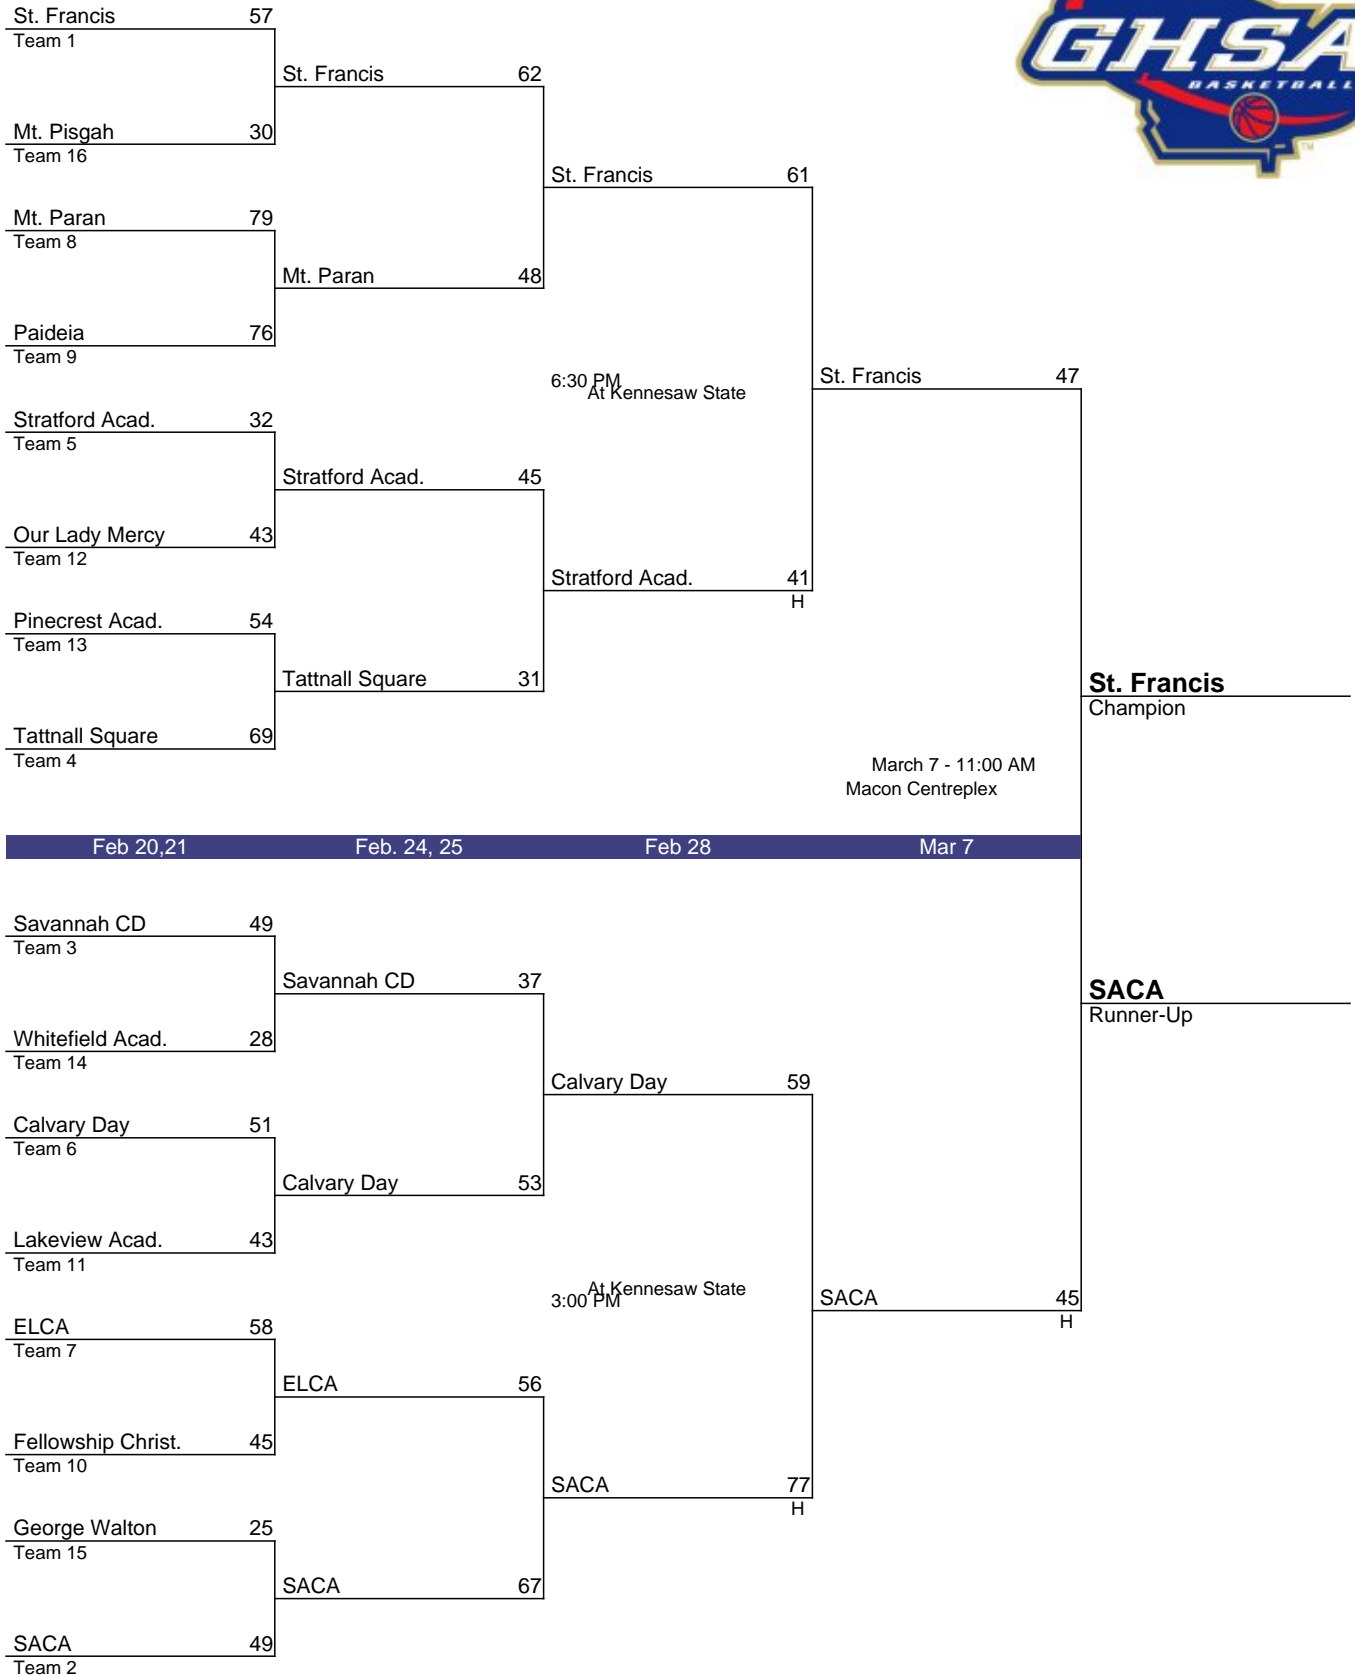 GHSA
BASKETBALL
TM
St. Francis 57
Team 1
St. Francis 62
Mt. Pisgah 30
Team 16
St. Francis 61
Mt. Paran 79
Team 8
Mt. Paran 48
Paideia 76
Team 9
6:30 PM
At Kennesaw State
St. Francis 47
Stratford Acad. 32
Team 5
Stratford Acad. 45
Our Lady Mercy 43
Team 12
Stratford Acad. 41
H
Pinecrest Acad. 54
Team 13
Tattnall Square 31
St. Francis
Champion
Tattnall Square 69
Team 4
March 7 - 11:00 AM
Macon Centreplex
Feb 20,21 Feb. 24, 25 Feb 28 Mar 7
Savannah CD 49
Team 3
Savannah CD 37
SACA
Runner-Up
Whitefield Acad. 28
Team 14
Calvary Day 59
Calvary Day 51
Team 6
Calvary Day 53
Lakeview Acad. 43
Team 11
At Kennesaw State
3:00 PM
SACA 45
H
ELCA 58
Team 7
ELCA 56
Fellowship Christ. 45
Team 10
SACA 77
H
George Walton 25
Team 15
SACA 67
SACA 49
Team 2